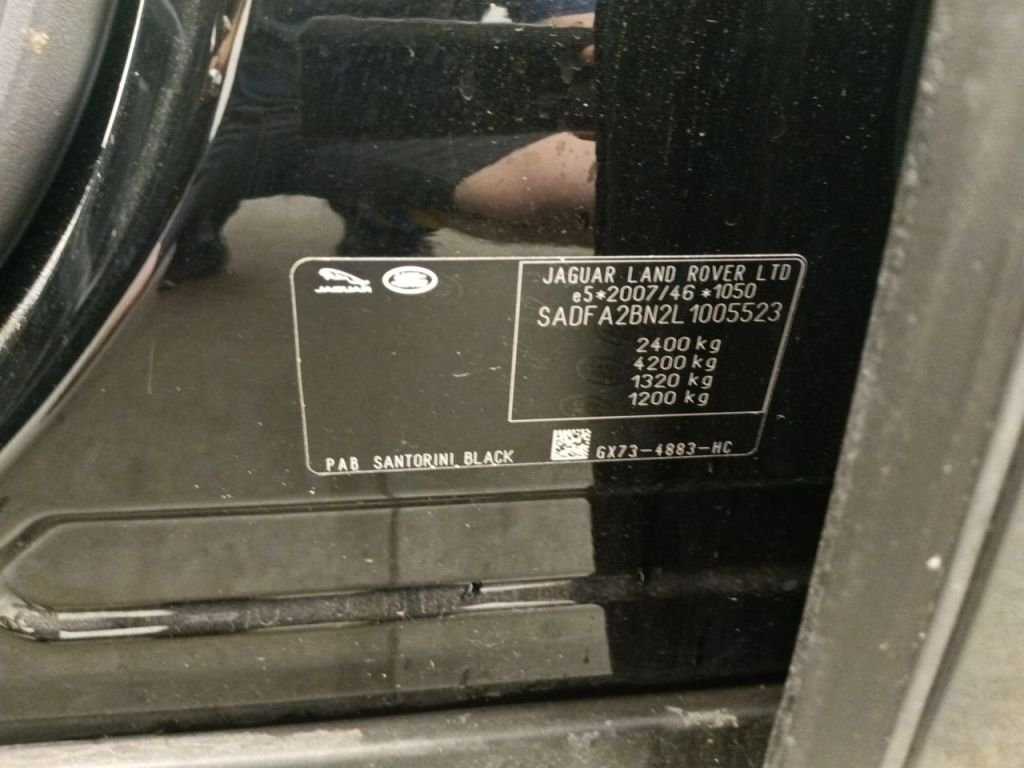 JAGUAR
JAGUAR LAND ROVER LTD
e5*2007/46*1050
SADFA2BN2L1005523
2400 kg
4200 kg
1320 kg
1200 kg
PAB SANTORINI BLACK
GX73-4883-HC